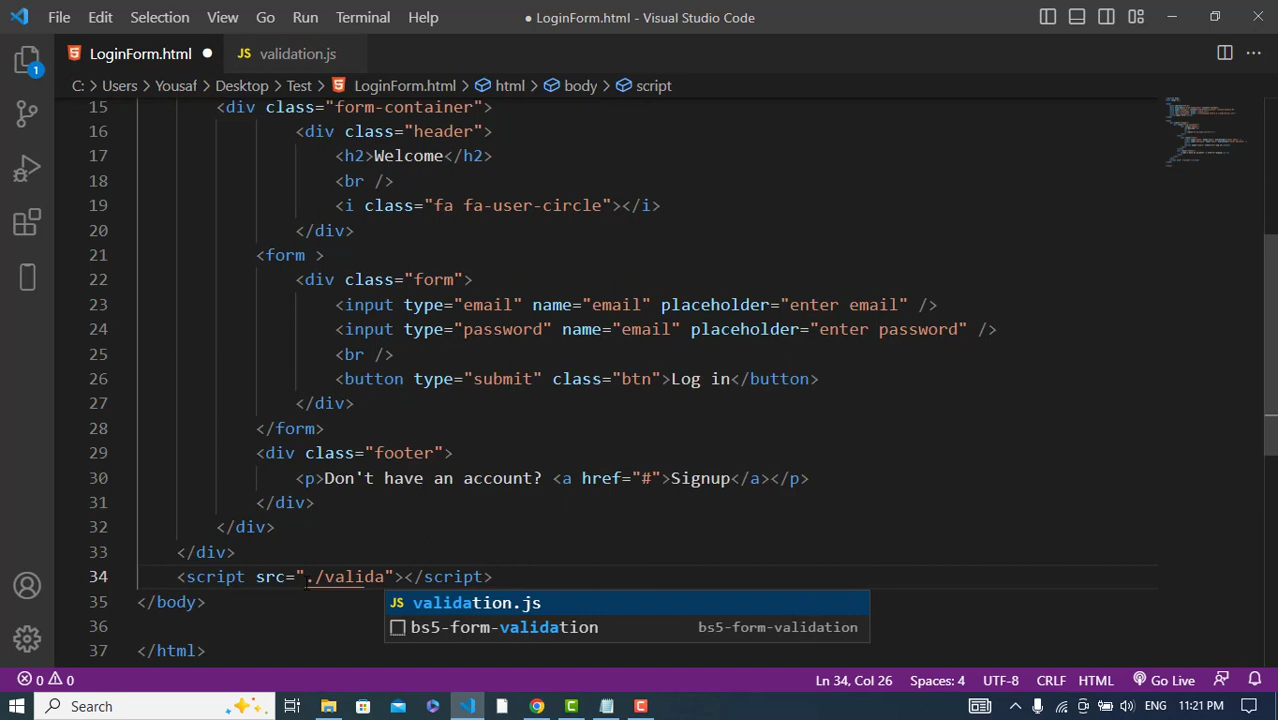 File Edit Selection View Go Run Terminal Help ● LoginForm.html - Visual Studio Code
LoginForm.html ● JS validation.js
C: > Users > Yousaf > Desktop > Test > LoginForm.html > html > body > script
15 <div class="form-container">
16 <div class="header">
17 <h2>Welcome</h2>
18 <br />
19 <i class="fa fa-user-circle"></i>
20 </div>
21 <form >
22 <div class="form">
23 <input type="email" name="email" placeholder="enter email" />
24 <input type="password" name="email" placeholder="enter password" />
25 <br />
26 <button type="submit" class="btn">Log in</button>
27 </div>
28 </form>
29 <div class="footer">
30 <p>Don't have an account? <a href="#">Signup</a></p>
31 </div>
32 </div>
33 </div>
34 <script src="./valida"></script>
JS validation.js
35 </body>
bs5-form-validation bs5-form-validation
36
37 </html>
1
0 0 Ln 34, Col 26 Spaces: 4 UTF-8 CRLF HTML Go Live
Search ENG 11:21 PM